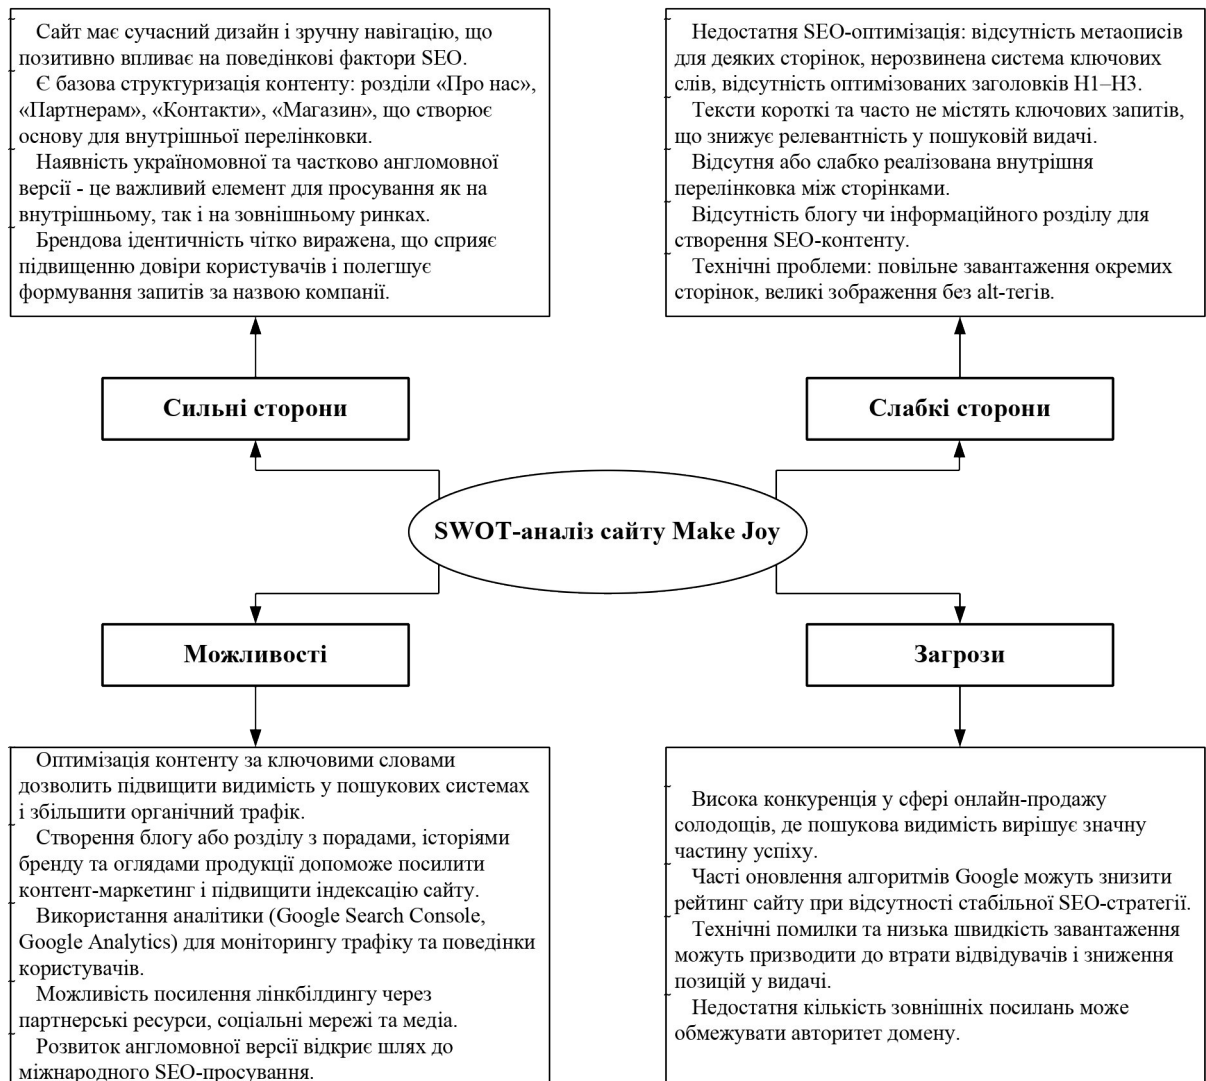 Сайт має сучасний дизайн і зручну навігацію, що
позитивно впливає на поведінкові фактори SEO.
Є базова структуризація контенту: розділи «Про нас»,
«Партнерам», «Контакти», «Магазин», що створює
основу для внутрішньої перелінковки.
Наявність україномовної та частково англомовної
версії - це важливий елемент для просування як на
внутрішньому, так і на зовнішньому ринках.
Брендова ідентичність чітко виражена, що сприяє
підвищенню довіри користувачів і полегшує
формування запитів за назвою компанії.
Недостатня SEO-оптимізація: відсутність метаописів
для деяких сторінок, нерозвинена система ключових
слів, відсутність оптимізованих заголовків H1–H3.
Тексти короткі та часто не містять ключових запитів,
що знижує релевантність у пошуковій видачі.
Відсутня або слабко реалізована внутрішня
перелінковка між сторінками.
Відсутність блогу чи інформаційного розділу для
створення SEO-контенту.
Технічні проблеми: повільне завантаження окремих
сторінок, великі зображення без alt-тегів.
Сильні сторони
Слабкі сторони
SWOT-аналіз сайту Make Joy
Можливості
Загрози
Оптимізація контенту за ключовими словами
дозволить підвищити видимість у пошукових системах
і збільшити органічний трафік.
Створення блогу або розділу з порадами, історіями
бренду та оглядами продукції допоможе посилити
контент-маркетинг і підвищити індексацію сайту.
Використання аналітики (Google Search Console,
Google Analytics) для моніторингу трафіку та поведінки
користувачів.
Можливість посилення лінкбілдингу через
партнерські ресурси, соціальні мережі та медіа.
Розвиток англомовної версії відкриє шлях до
міжнародного SEO-просування.
Висока конкуренція у сфері онлайн-продажу
солодощів, де пошукова видимість вирішує значну
частину успіху.
Часті оновлення алгоритмів Google можуть знизити
рейтинг сайту при відсутності стабільної SEO-стратегії.
Технічні помилки та низька швидкість завантаження
можуть призводити до втрати відвідувачів і зниження
позицій у видачі.
Недостатня кількість зовнішніх посилань може
обмежувати авторитет домену.